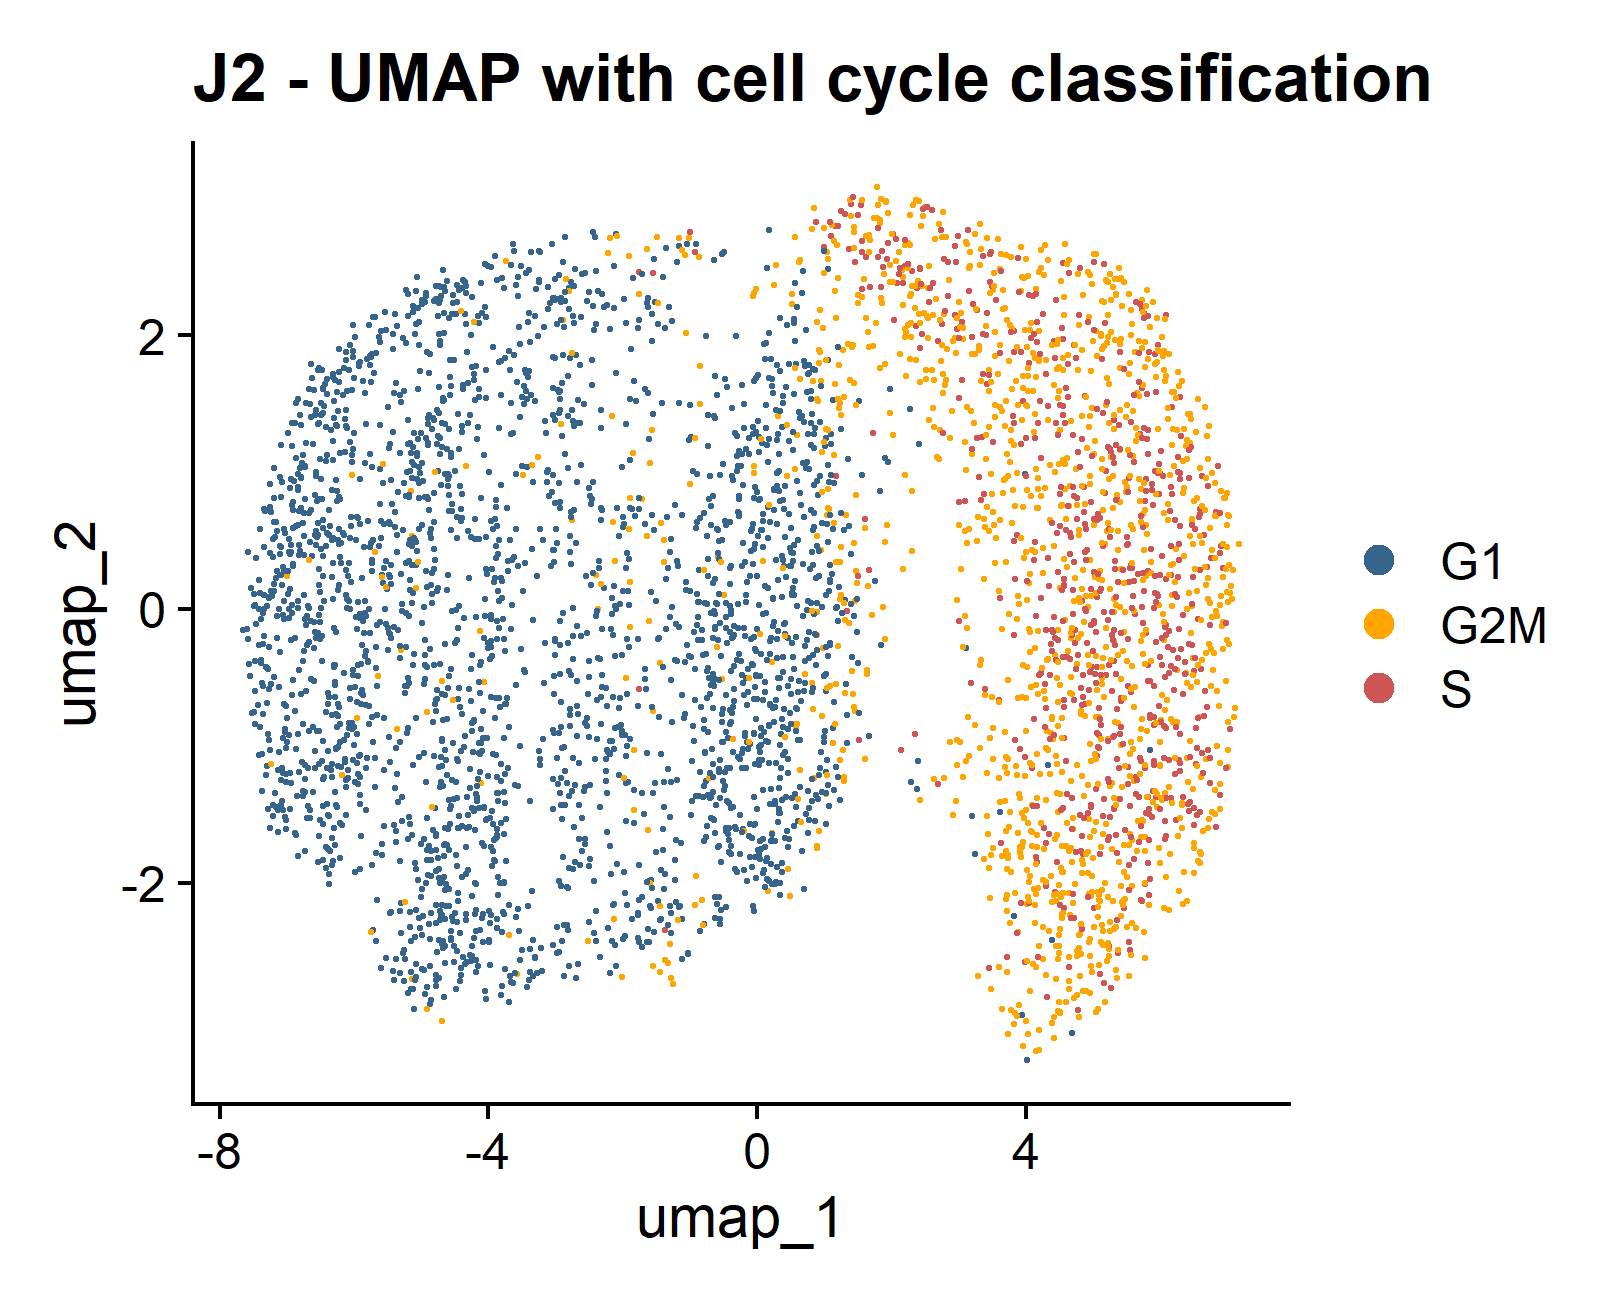 J2 - UMAP with cell cycle classification
umap_2
2
0
-2
-8
-4
0
4
umap_1
G1
G2M
S